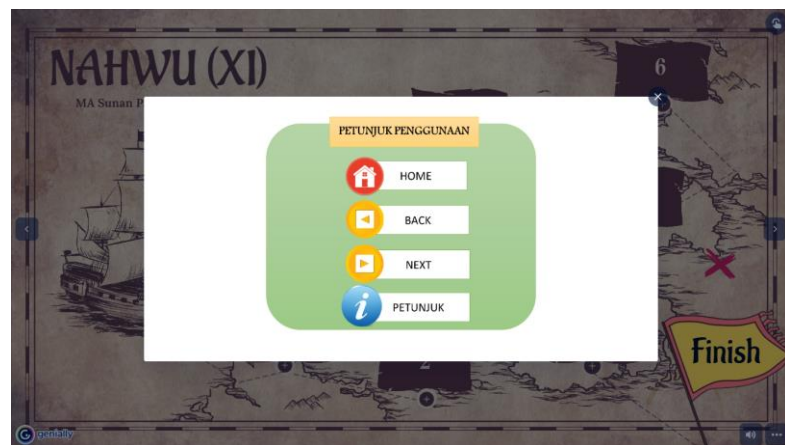 NAHWU (XI)
MA Sunan P
6
PETUNJUK PENGGUNAAN
HOME
BACK
NEXT
PETUNJUK
2
Finish
genially